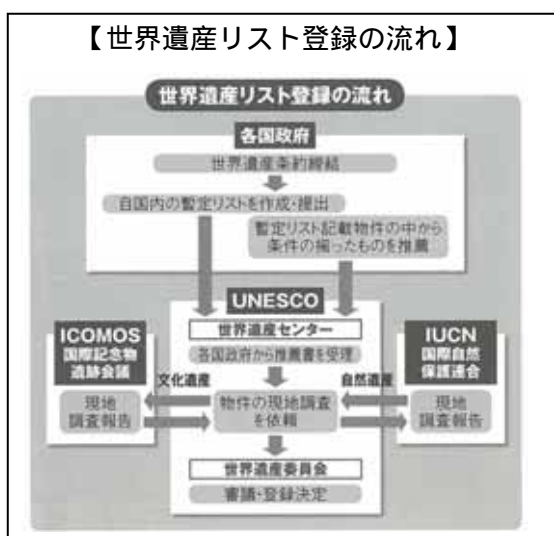 【世界遺産リスト登録の流れ】
世界遺産リスト登録の流れ
各国政府
世界遺産条約締結
自国内の暫定リストを作成・提出
暫定リスト記載物件の中から
条件の揃ったものを推薦
UNESCO
世界遺産センター
各国政府から推薦書を受理
ICOMOS
国際記念物
遺跡会議
IUCN
国際自然
保護連合
文化遺産
自然遺産
現地
調査報告
物件の現地調査
を依頼
現地
調査報告
世界遺産委員会
審議・登録決定